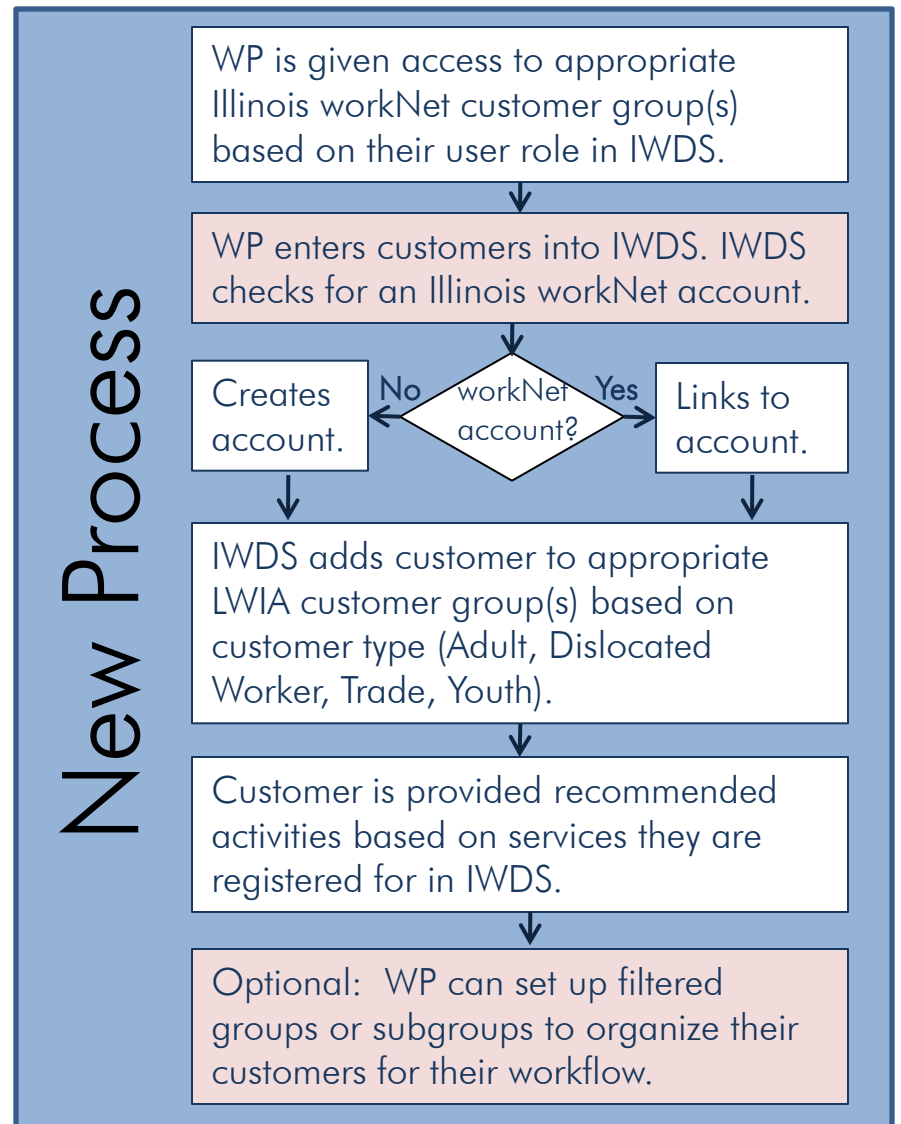 New Process
WP is given access to appropriate
Illinois workNet customer group(s)
based on their user role in IWDS.
WP enters customers into IWDS. IWDS
checks for an Illinois workNet account.
Creates
account.
No
workNet
account?
Yes
Links to
account.
IWDS adds customer to appropriate
LWIA customer group(s) based on
customer type (Adult, Dislocated
Worker, Trade, Youth).
Customer is provided recommended
activities based on services they are
registered for in IWDS.
Optional:  WP can set up filtered
groups or subgroups to organize their
customers for their workflow.